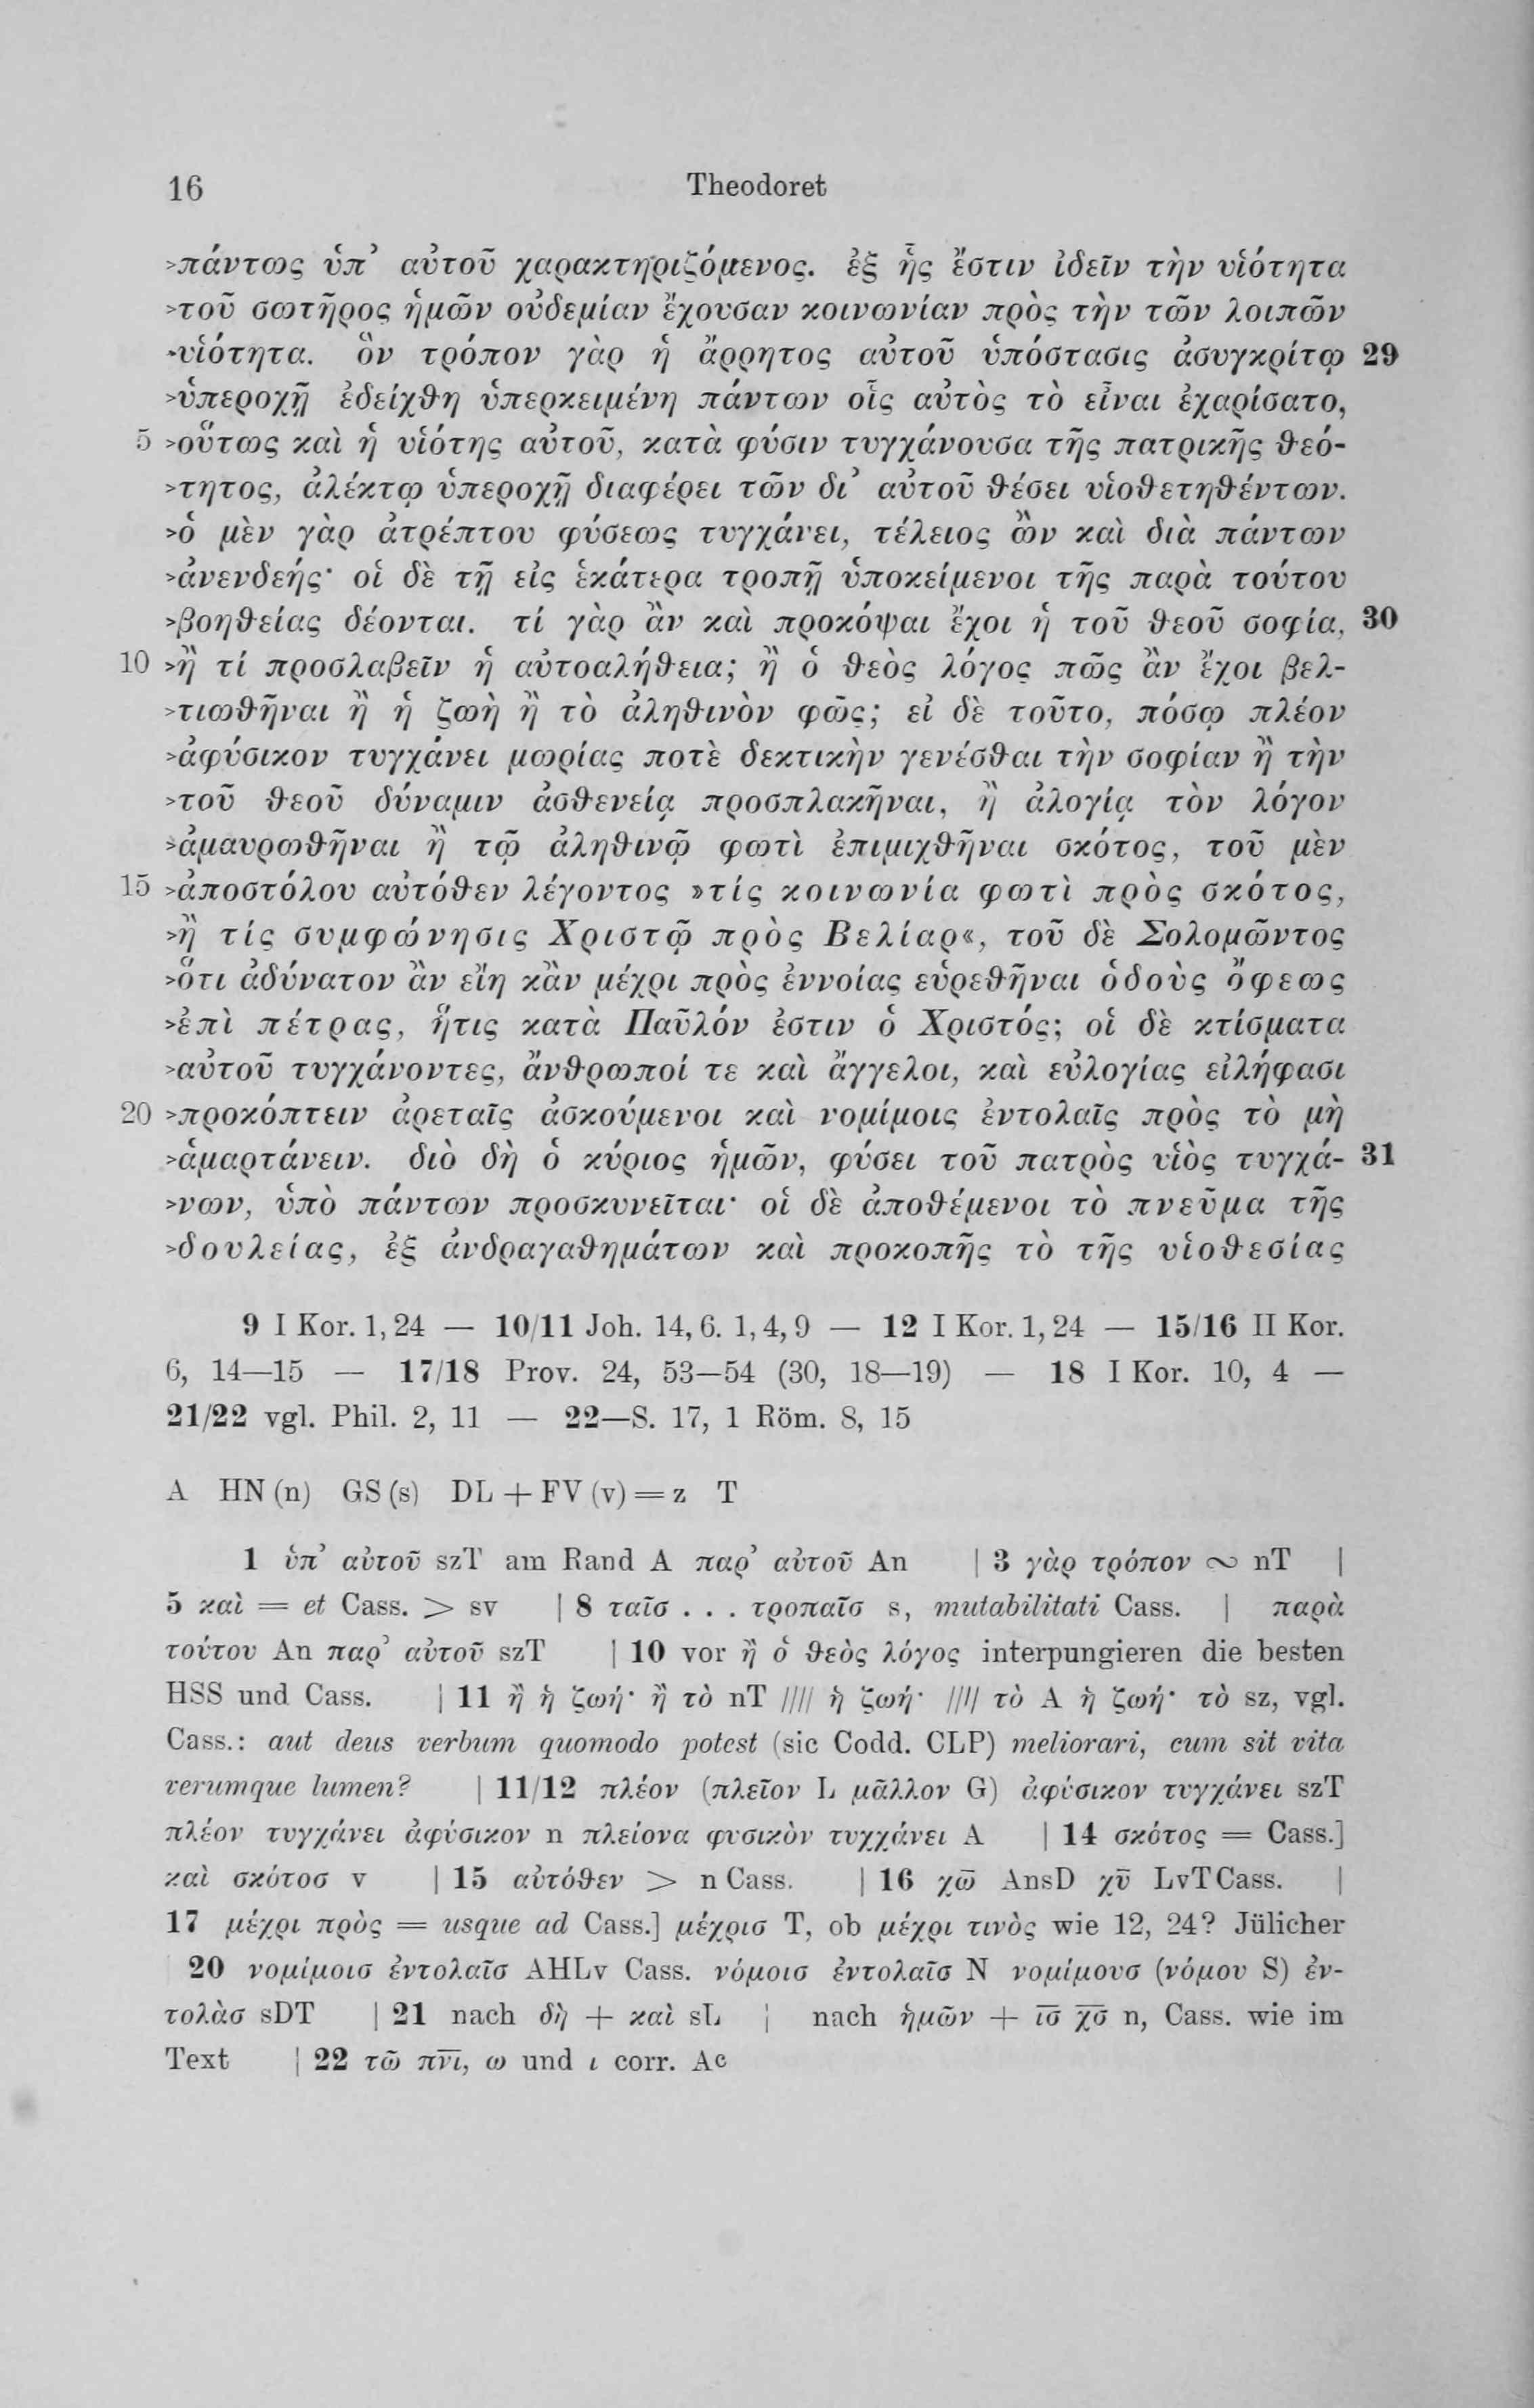 16 Theodoret
>πάντως ὑπ’ αὐτοῦ χαρακτηριζόμενος. ἐξ ἧς ἔστιν ἰδεῖν τὴν υἱότητα
>τοῦ σωτῆρος ἡμῶν οὐδεμίαν ἔχουσαν κοινωνίαν πρὸς τὴν τῶν λοιπῶν
>υἱότητα. ὃν τρόπον γὰρ ἡ ἄρρητος αὐτοῦ ὑπόστασις ἀσυγκρίτῳ 29
>ὑπεροχῇ ἐδείχθη ὑπερκειμένη πάντων οἷς αὐτὸς τὸ εἶναι ἐχαρίσατο,
5 >οὕτως καὶ ἡ υἱότης αὐτοῦ, κατὰ φύσιν τυγχάνουσα τῆς πατρικῆς θεό-
>τητος, ἀλέκτῳ ὑπεροχῇ διαφέρει τῶν δι’ αὐτοῦ θέσει υἱοθετηθέντων.
>ὁ μὲν γὰρ ἀτρέπτου φύσεως τυγχάνει, τέλειος ὢν καὶ διὰ πάντων
>ἀνενδεής· οἱ δὲ τῇ εἰς ἑκάτερα τροπῇ ὑποκείμενοι τῆς παρὰ τούτου
>βοηθείας δέονται. τί γὰρ ἂν καὶ προκόψαι ἔχοι ἡ τοῦ θεοῦ σοφία, 30
10 >ἢ τί προσλαβεῖν ἡ αὐτοαλήθεια; ἢ ὁ θεὸς λόγος πῶς ἂν ἔχοι βελ-
>τιωθῆναι ἢ ἡ ζωὴ ἢ τὸ ἀληθινὸν φῶς; εἰ δὲ τοῦτο, πόσῳ πλέον
>ἀφύσικον τυγχάνει μωρίας ποτὲ δεκτικὴν γενέσθαι τὴν σοφίαν ἢ τὴν
>τοῦ θεοῦ δύναμιν ἀσθενείᾳ προσπλακῆναι, ἢ ἀλογίᾳ τὸν λόγον
>ἀμαυρωθῆναι ἢ τῷ ἀληθινῷ φωτὶ ἐπιμιχθῆναι σκότος, τοῦ μὲν
15 >ἀποστόλου αὐτόθεν λέγοντος »τίς κοινωνία φωτὶ πρὸς σκότος,
>ἢ τίς συμφώνησις Χριστῷ πρὸς Βελίαρ«, τοῦ δὲ Σολομῶντος
>ὅτι ἀδύνατον ἂν εἴη κἂν μέχρι πρὸς ἐννοίας εὑρεθῆναι ὁδοὺς ὄφεως
>ἐπὶ πέτρας, ἥτις κατὰ Παῦλόν ἐστιν ὁ Χριστός; οἱ δὲ κτίσματα
>αὐτοῦ τυγχάνοντες, ἄνθρωποί τε καὶ ἄγγελοι, καὶ εὐλογίας εἰλήφασι
20 >προκόπτειν ἀρεταῖς ἀσκούμενοι καὶ νομίμοις ἐντολαῖς πρὸς τὸ μὴ
>ἁμαρτάνειν. διὸ δὴ ὁ κύριος ἡμῶν, φύσει τοῦ πατρὸς υἱὸς τυγχά- 31
>νων, ὑπὸ πάντων προσκυνεῖται· οἱ δὲ ἀποθέμενοι τὸ πνεῦμα τῆς
>δουλείας, ἐξ ἀνδραγαθημάτων καὶ προκοπῆς τὸ τῆς υἱοθεσίας
9 I Kor. 1, 24 — 10/11 Joh. 14, 6. 1, 4, 9 — 12 I Kor. 1, 24 — 15/16 II Kor.
6, 14—15 — 17/18 Prov. 24, 53—54 (30, 18—19) — 18 I Kor. 10, 4 —
21/22 vgl. Phil. 2, 11 — 22—S. 17, 1 Röm. 8, 15
A HN (n) GS (s) DL + FV (v) = z T
1 ὑπ’ αὐτοῦ szT am Rand A παρ’ αὐτοῦ An | 3 γὰρ τρόπον ∾ nT |
5 καὶ = et Cass. > sv | 8 ταῖσ . . . τροπαῖσ s, mutabilitati Cass. | παρὰ
τούτου An παρ’ αὐτοῦ szT | 10 vor ἢ ὁ θεὸς λόγος interpungieren die besten
HSS und Cass. | 11 ἢ ἡ ζωή· ἢ τὸ nT //// ἡ ζωή· //// τὸ A ἡ ζωή· τὸ sz, vgl.
Cass.: aut deus verbum quomodo potest (sic Codd. CLP) meliorari, cum sit vita
verumque lumen? | 11/12 πλέον (πλεῖον L μᾶλλον G) ἀφύσικον τυγχάνει szT
πλέον τυγχάνει ἀφύσικον n πλείονα φυσικὸν τυχχάνει A | 14 σκότος = Cass.]
καὶ σκότοσ v | 15 αὐτόθεν > n Cass. | 16 χω̅ AnsD χυ̅ LvTCass. |
17 μέχρι πρὸς = usque ad Cass.] μέχρισ T, ob μέχρι τινὸς wie 12, 24? Jülicher
20 νομίμοισ ἐντολαῖσ AHLv Cass. νόμοισ ἐντολαῖσ N νομίμουσ (νόμου S) ἐν-
τολὰσ sDT | 21 nach δὴ + καὶ sL | nach ἡμῶν + ι̅σ̅ χ̅σ̅ n, Cass. wie im
Text | 22 τῶ π̅ν̅ι̅, ω und ι corr. Ac